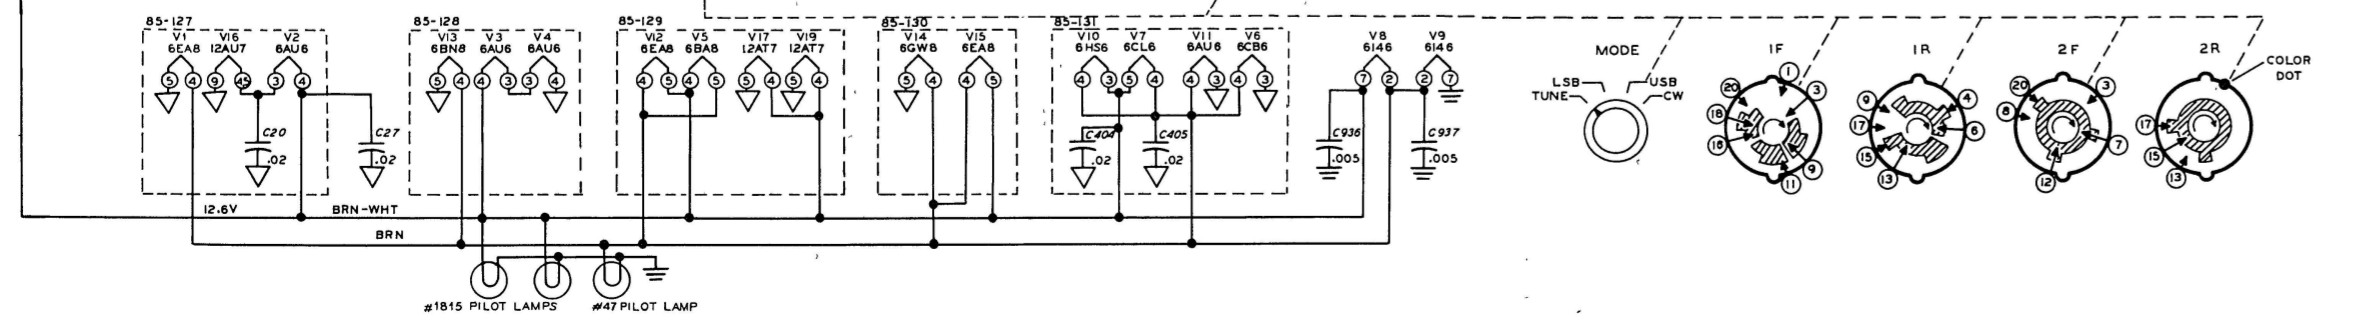 85-127
V1 V16 V2
6EA8 12AU7 6AU6
5 4 9 45 3 4
C20
.02
C27
.02
85-128
V13 V3 V4
6BN8 6AU6 6AU6
5 4 4 3 3 4
85-129
V12 V5 V17 V19
6EA8 6BA8 12AT7 12AT7
4 5 4 5 5 4 5 4
85-130
V14 V15
6GW8 6EA8
5 4 4 5
85-131
V10 V7 V11 V6
6HS6 6CL6 6AU6 6CB6
4 3 5 4 4 3 4 3
C404
.02
C405
.02
V8 V9
6146 6146
7 2 2 7
C936
.005
C937
.005
12.6V
BRN-WHT
BRN
#1815 PILOT LAMPS
#47 PILOT LAMP
MODE
LSB USB
TUNE CW
1F
1
20 3
18
16
9
11
1R
9 4
17 6
15
13
2F
20 3
8
7
12
2R
COLOR
DOT
17
15
13